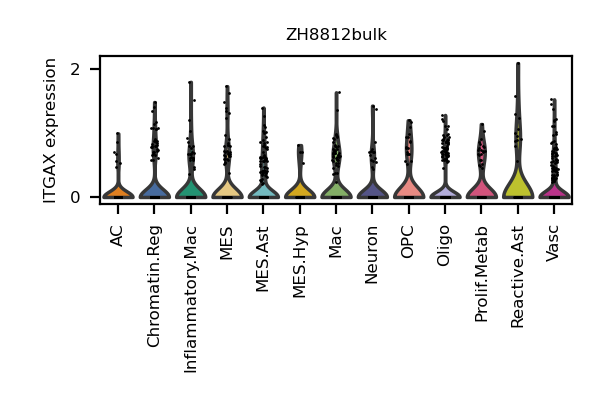 ZH8812bulk
ITGAX expression
2
0
AC
Chromatin.Reg
Inflammatory.Mac
MES
MES.Ast
MES.Hyp
Mac
Neuron
OPC
Oligo
Prolif.Metab
Reactive.Ast
Vasc